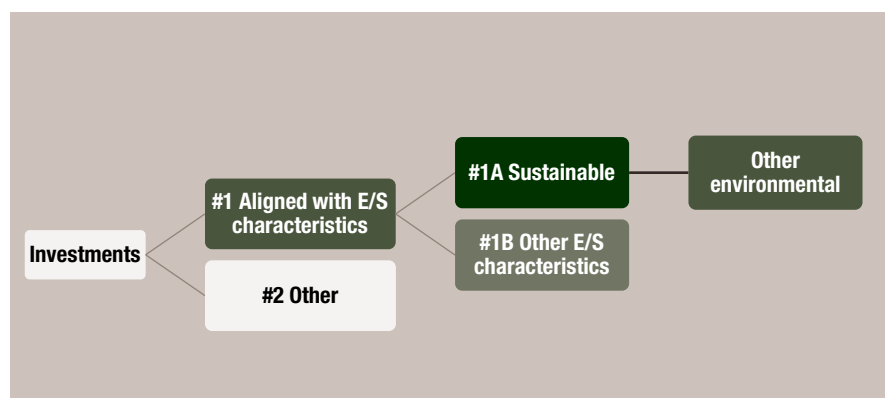 Investments
#1 Aligned with E/S
characteristics
#2 Other
#1A Sustainable
#1B Other E/S
characteristics
Other
environmental